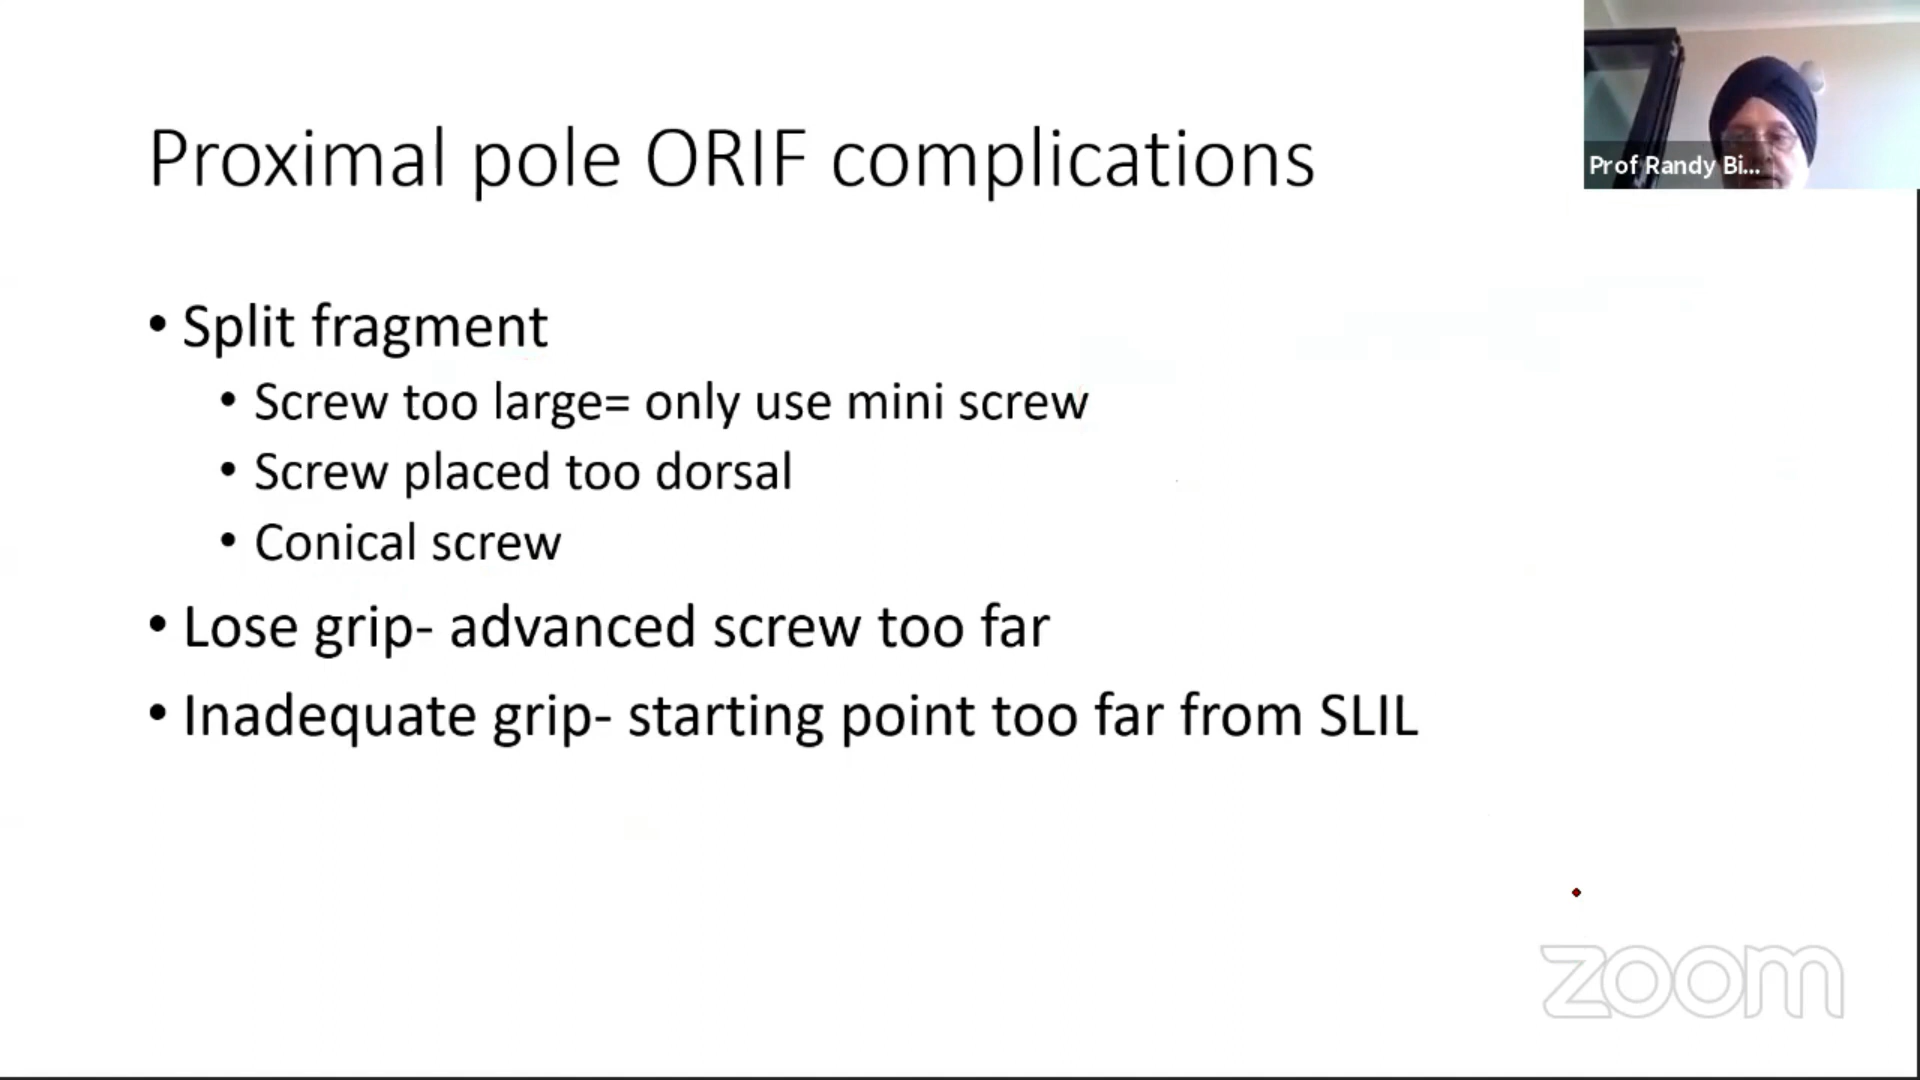 Proximal pole ORIF complications
Prof Randy Bi...
• Split fragment
• Screw too large= only use mini screw
• Screw placed too dorsal
• Conical screw
• Lose grip- advanced screw too far
• Inadequate grip- starting point too far from SLIL
zoom